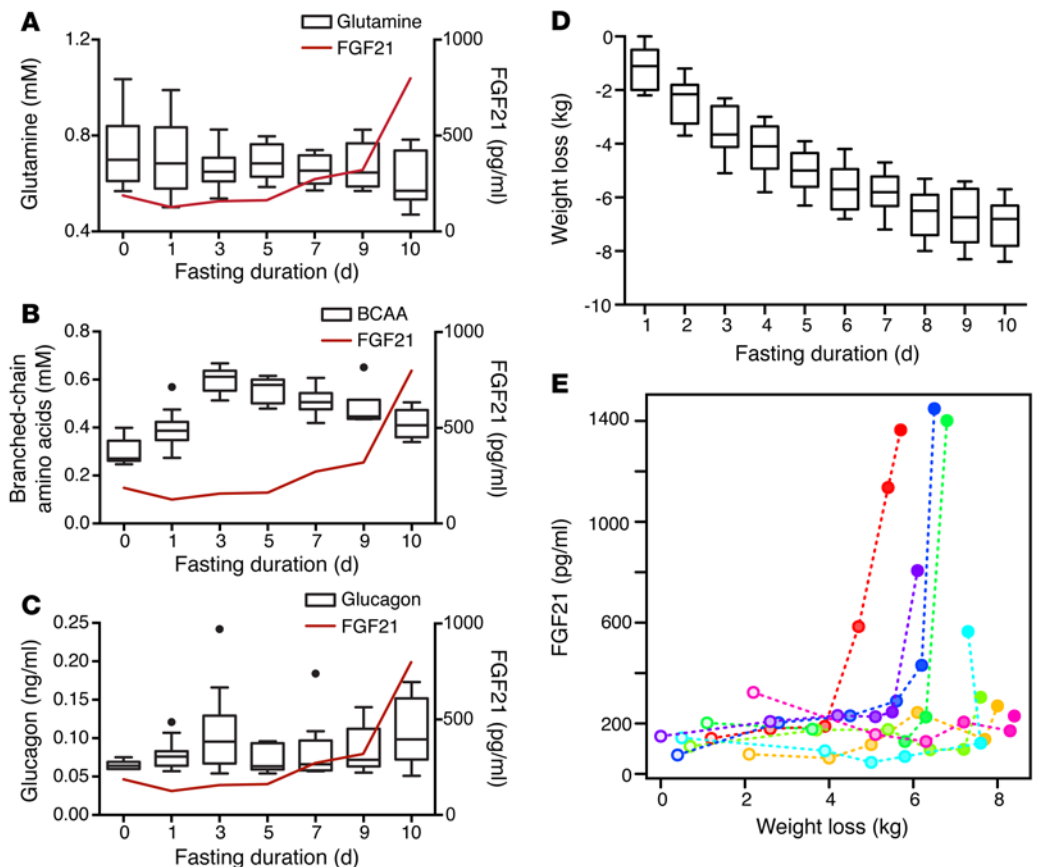 A
Glutamine
FGF21
1.2
0.8
0.4
Glutamine (mM)
1000
500
0
FGF21 (pg/ml)
0 1 3 5 7 9 10
Fasting duration (d)
B
BCAA
FGF21
0.8
0.6
0.4
0.2
0.0
Branched-chain
amino acids (mM)
1000
500
0
FGF21 (pg/ml)
0 1 3 5 7 9 10
Fasting duration (d)
C
Glucagon
FGF21
0.25
0.20
0.15
0.10
0.05
0.00
Glucagon (ng/ml)
1000
500
0
FGF21 (pg/ml)
0 1 3 5 7 9 10
Fasting duration (d)
D
0
-2
-4
-6
-8
-10
Weight loss (kg)
1 2 3 4 5 6 7 8 9 10
Fasting duration (d)
E
1400
1000
600
200
0
FGF21 (pg/ml)
0 2 4 6 8
Weight loss (kg)